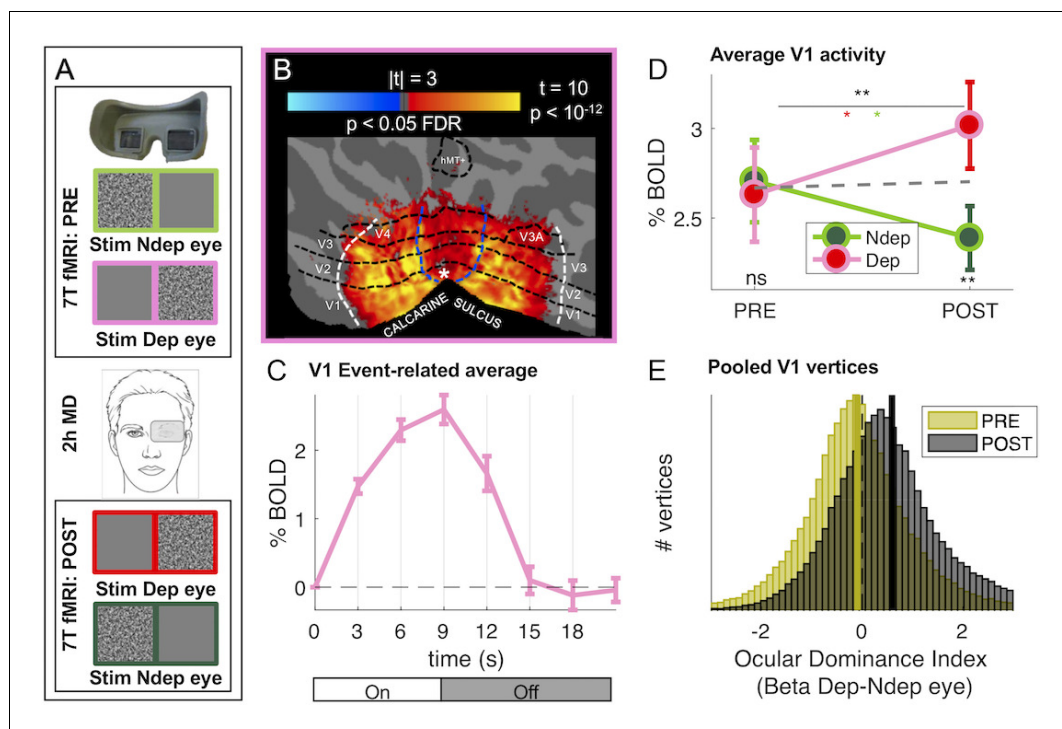 A
7T fMRI: PRE
Stim Ndep eye
Stim Dep eye
2h MD
7T fMRI: POST
Stim Dep eye
Stim Ndep eye
B
|t| = 3
t = 10
p < 10-12
p < 0.05 FDR
hMT+
V4
V3A
V3
V3
V2
V2
V1
V1
*
CALCARINE SULCUS
C V1 Event-related average
% BOLD
2
1
0
0 3 6 9 12 15 18
time (s)
On Off
D Average V1 activity
% BOLD
3
2.5
**
* *
Ndep
Dep
ns
**
PRE POST
E Pooled V1 vertices
# vertices
PRE
POST
-2 0 2
Ocular Dominance Index
(Beta Dep-Ndep eye)